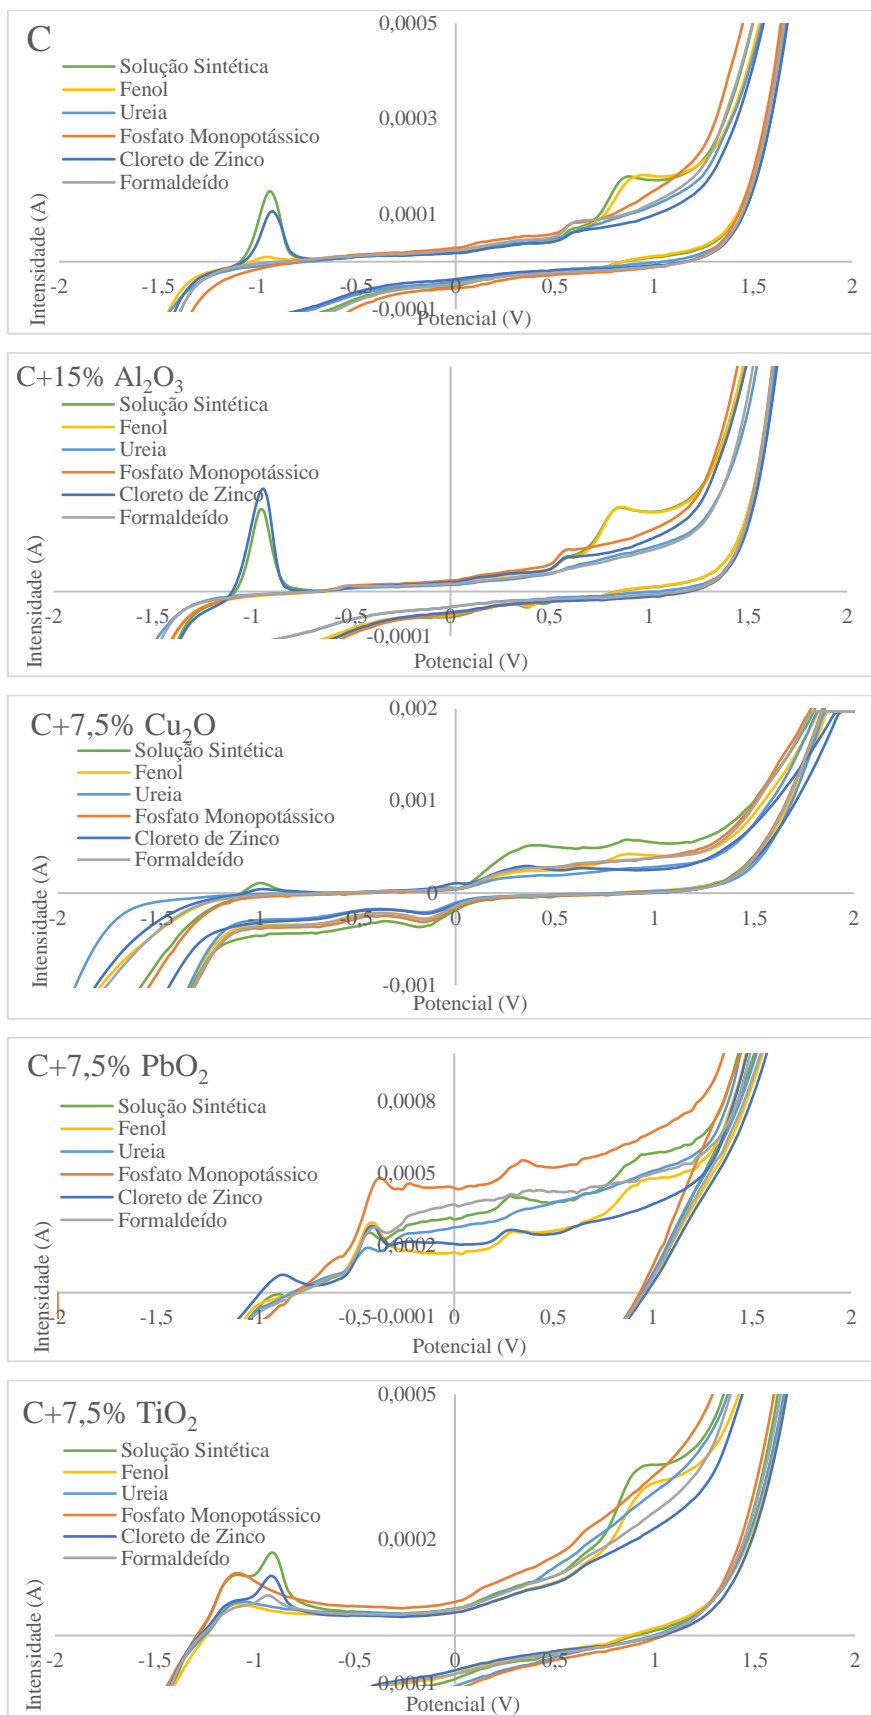 C
0,0005
Solução Sintética
Fenol
Ureia
Fosfato Monopotássico
Cloreto de Zinco
Formaldeído
0,0003
0,0001
-2 -1,5 -1 -0,5 0 0,5 1 1,5 2
-0,0001
Intensidade (A)
Potencial (V)
C+15% Al₂O₃
Solução Sintética
Fenol
Ureia
Fosfato Monopotássico
Cloreto de Zinco
Formaldeído
-2 -1,5 -1 -0,5 0 0,5 1 1,5 2
-0,0001
Intensidade (A)
Potencial (V)
C+7,5% Cu₂O
0,002
Solução Sintética
Fenol
Ureia
Fosfato Monopotássico
Cloreto de Zinco
Formaldeído
0,001
0
-2 -1,5 -1 -0,5 0 0,5 1 1,5 2
-0,001
Intensidade (A)
Potencial (V)
C+7,5% PbO₂
0,0008
Solução Sintética
Fenol
Ureia
Fosfato Monopotássico
Cloreto de Zinco
Formaldeído
0,0005
0,0002
-2 -1,5 -1 -0,5 0 0,5 1 1,5 2
-0,0001
Intensidade (A)
Potencial (V)
C+7,5% TiO₂
0,0005
Solução Sintética
Fenol
Ureia
Fosfato Monopotássico
Cloreto de Zinco
Formaldeído
0,0002
-2 -1,5 -1 -0,5 0 0,5 1 1,5 2
-0,0001
Intensidade (A)
Potencial (V)